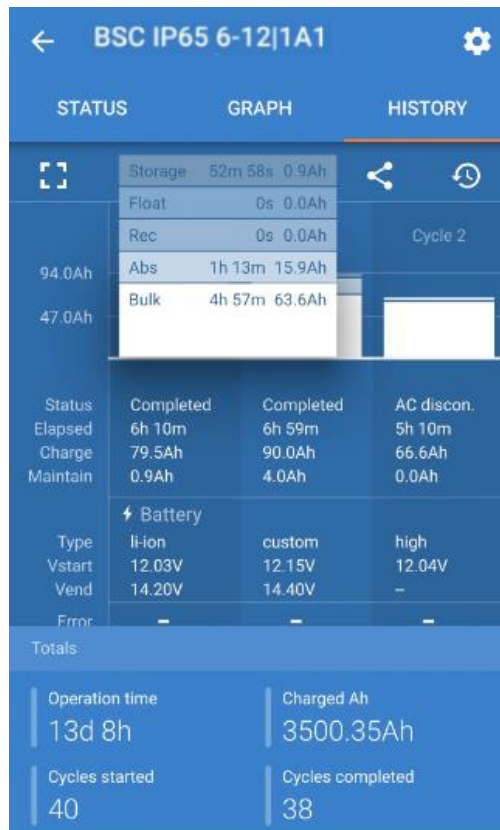 BSC IP65 6-12|1A1
STATUS GRAPH HISTORY
Storage 52m 58s 0.9Ah
Float 0s 0.0Ah
Rec 0s 0.0Ah
Abs 1h 13m 15.9Ah
Bulk 4h 57m 63.6Ah
Cycle 2
94.0Ah
47.0Ah
Status Completed Completed AC discon.
Elapsed 6h 10m 6h 59m 5h 10m
Charge 79.5Ah 90.0Ah 66.6Ah
Maintain 0.9Ah 4.0Ah 0.0Ah
Battery
Type li-ion custom high
Vstart 12.03V 12.15V 12.04V
Vend 14.20V 14.40V –
Error – – –
Totals
Operation time Charged Ah
13d 8h 3500.35Ah
Cycles started Cycles completed
40 38